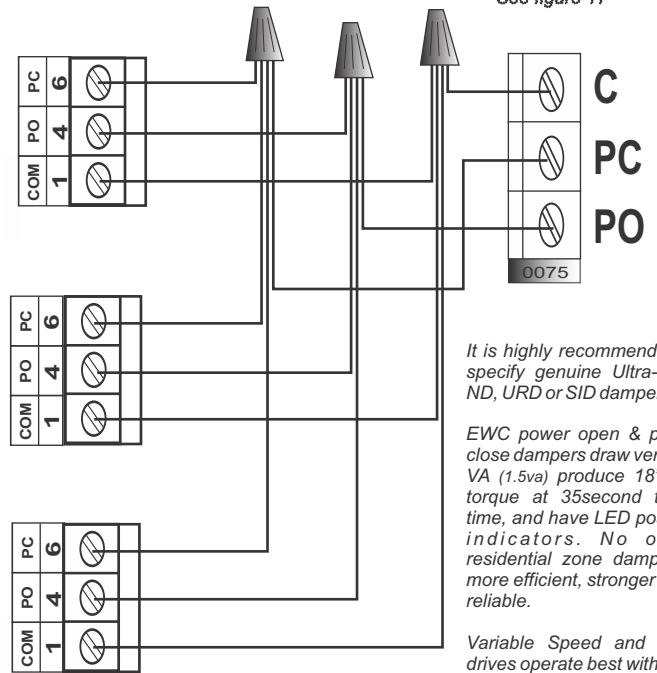 See figure 11
PC 6
PO 4
COM 1
C
PC
PO
0075
PC 6
PO 4
COM 1
PC 6
PO 4
COM 1
It is highly recommend
specify genuine Ultra-
ND, URD or SID dampe
EWC power open & p
close dampers draw ver
VA (1.5va) produce 18
torque at 35second t
time, and have LED po
indicators. No o
residential zone damp
more efficient, stronger
reliable.
Variable Speed and
drives operate best with